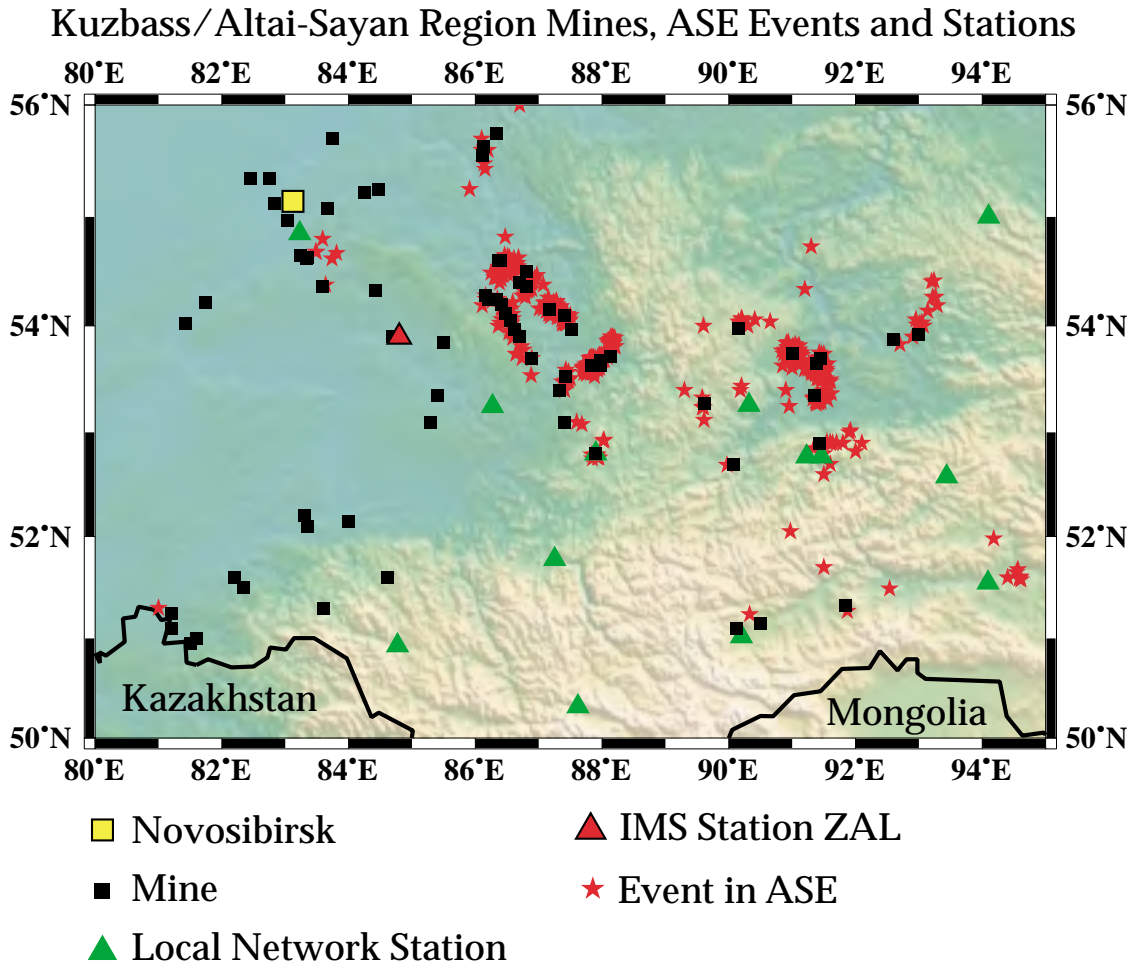 Kuzbass/Altai-Sayan Region Mines, ASE Events and Stations
80˚E 82˚E 84˚E 86˚E 88˚E 90˚E 92˚E 94˚E
56˚N 56˚N
54˚N 54˚N
52˚N 52˚N
Kazakhstan Mongolia
50˚N 50˚N
80˚E 82˚E 84˚E 86˚E 88˚E 90˚E 92˚E 94˚E
Novosibirsk IMS Station ZAL
Mine Event in ASE
Local Network Station